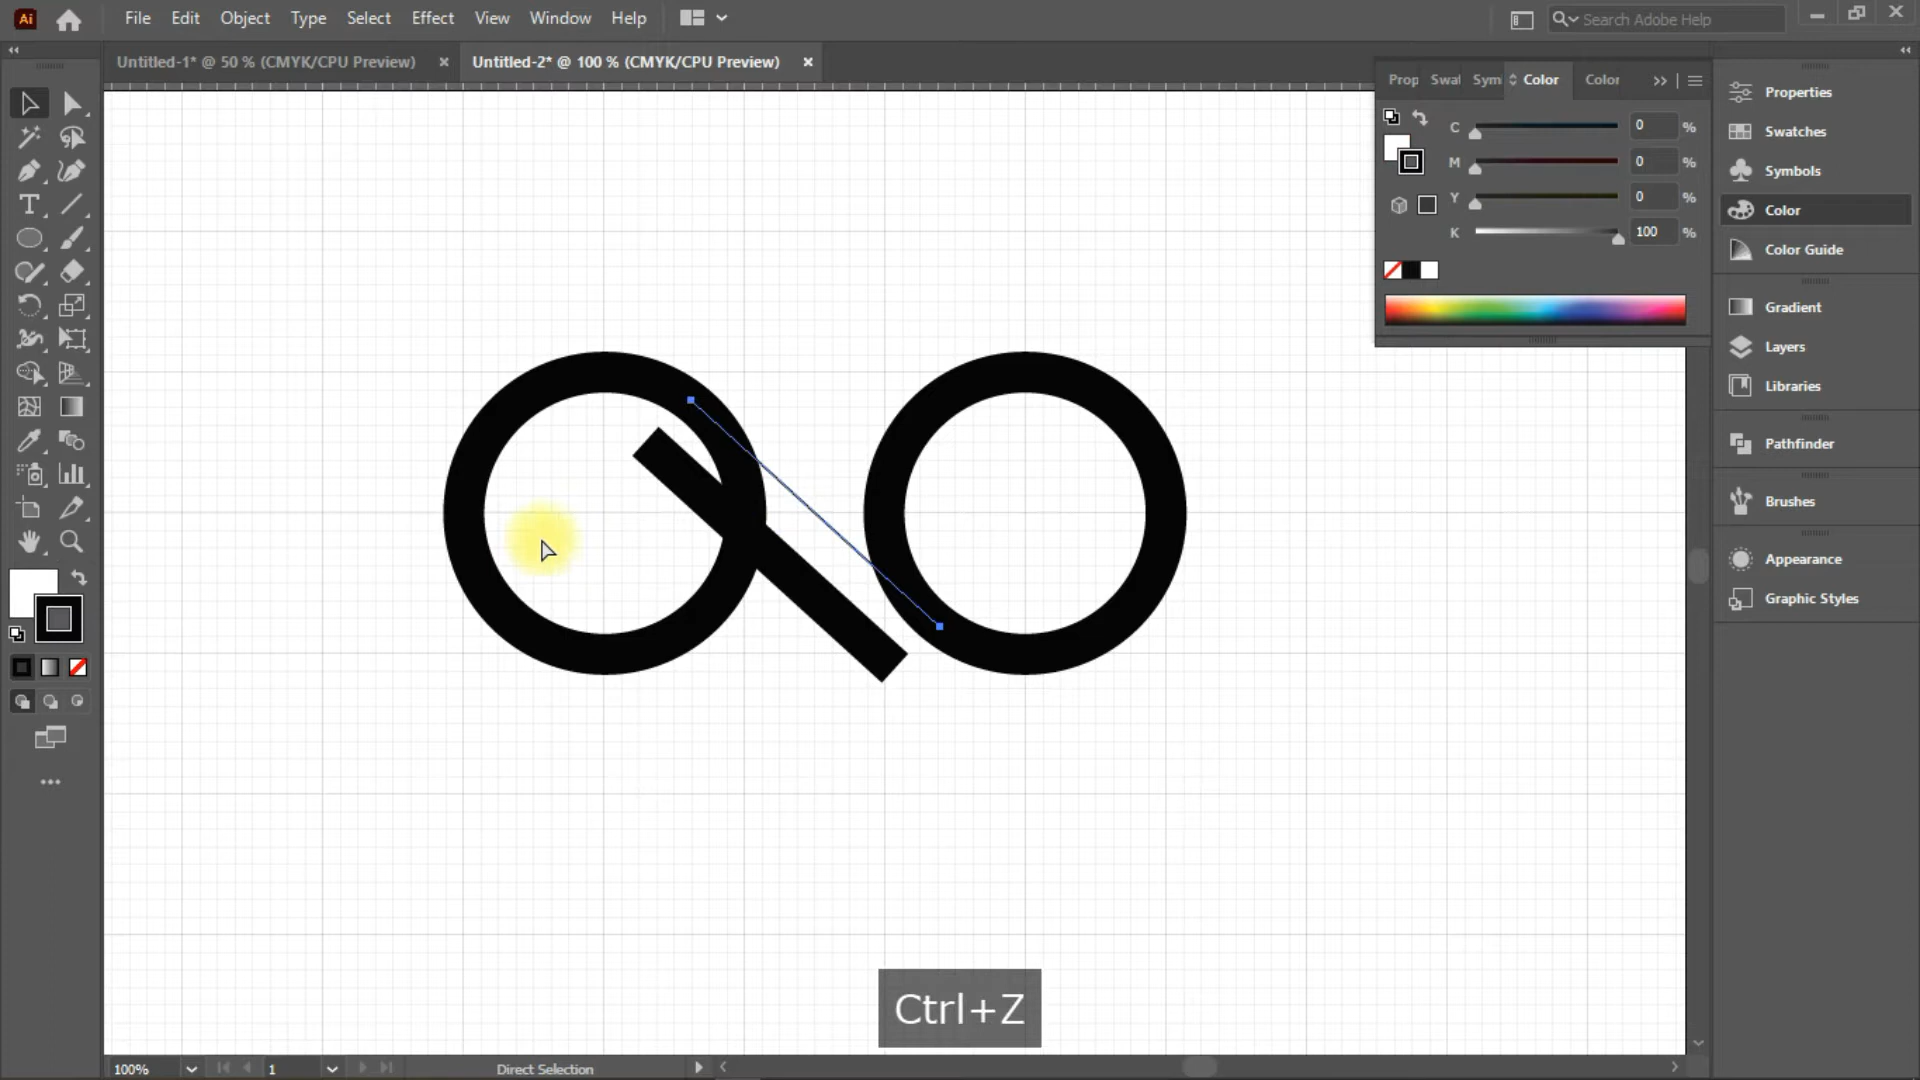 Ai File Edit Object Type Select Effect View Window Help Search Adobe Help
Untitled-1* @ 50 % (CMYK/CPU Preview) × Untitled-2* @ 100 % (CMYK/CPU Preview) ×
Prop Swat Sym Color Color
C 0 %
M 0 %
Y 0 %
K 100 %
Properties
Swatches
Symbols
Color
Color Guide
Gradient
Layers
Libraries
Pathfinder
Brushes
Appearance
Graphic Styles
Ctrl+Z
100% 1 Direct Selection